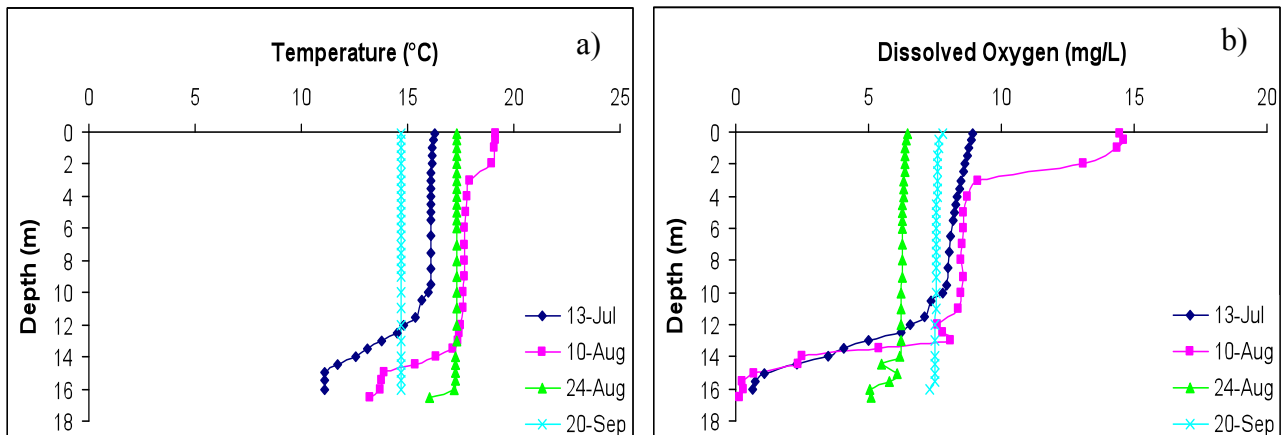 Temperature (°C) a)
0 5 10 15 20 25
0
2
4
6
8
10
12
14
16
18
Depth (m)
13-Jul
10-Aug
24-Aug
20-Sep
Dissolved Oxygen (mg/L) b)
0 5 10 15 20
0
2
4
6
8
10
12
14
16
18
Depth (m)
13-Jul
10-Aug
24-Aug
20-Sep